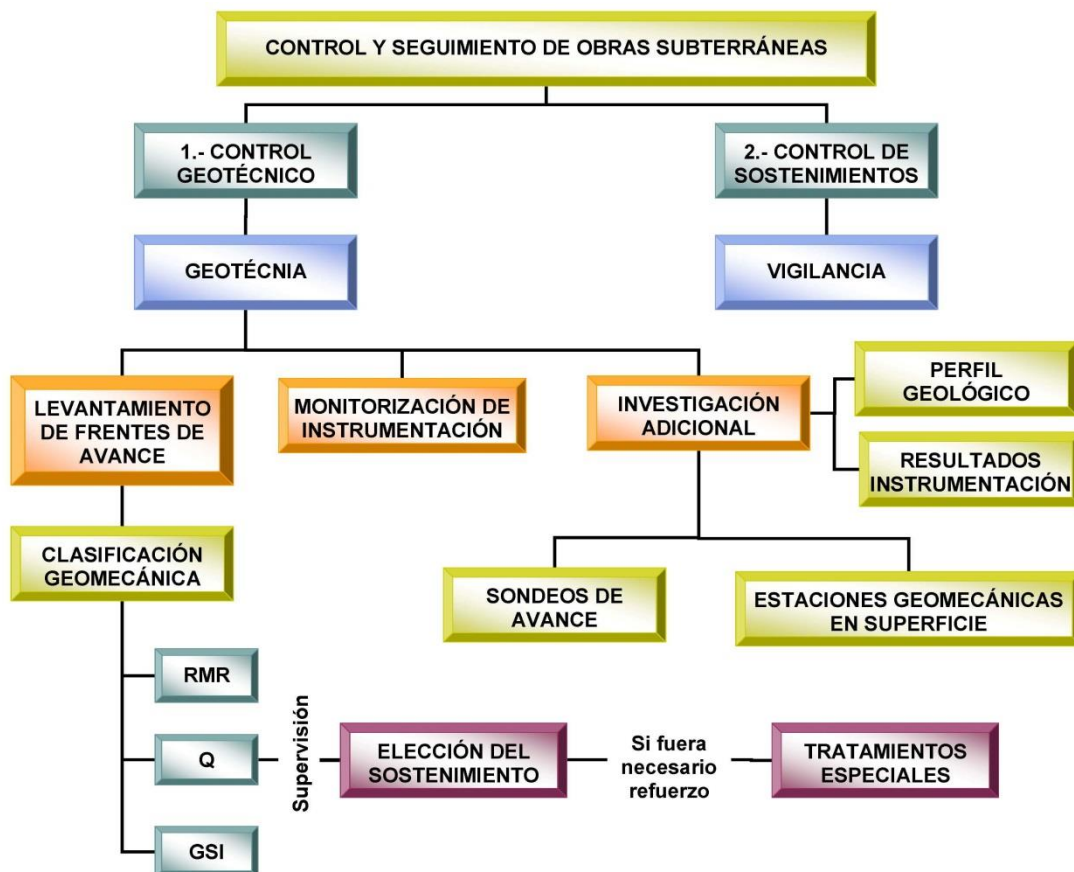 CONTROL Y SEGUIMIENTO DE OBRAS SUBTERRÁNEAS
1.- CONTROL
GEOTÉCNICO
2.- CONTROL DE
SOSTENIMIENTOS
GEOTÉCNIA
VIGILANCIA
LEVANTAMIENTO
DE FRENTES DE
AVANCE
MONITORIZACIÓN DE
INSTRUMENTACIÓN
INVESTIGACIÓN
ADICIONAL
PERFIL
GEOLÓGICO
RESULTADOS
INSTRUMENTACIÓN
CLASIFICACIÓN
GEOMECÁNICA
SONDEOS DE
AVANCE
ESTACIONES GEOMECÁNICAS
EN SUPERFICIE
RMR
Q
GSI
Supervisión
ELECCIÓN DEL
SOSTENIMIENTO
Si fuera
necesario
refuerzo
TRATAMIENTOS
ESPECIALES